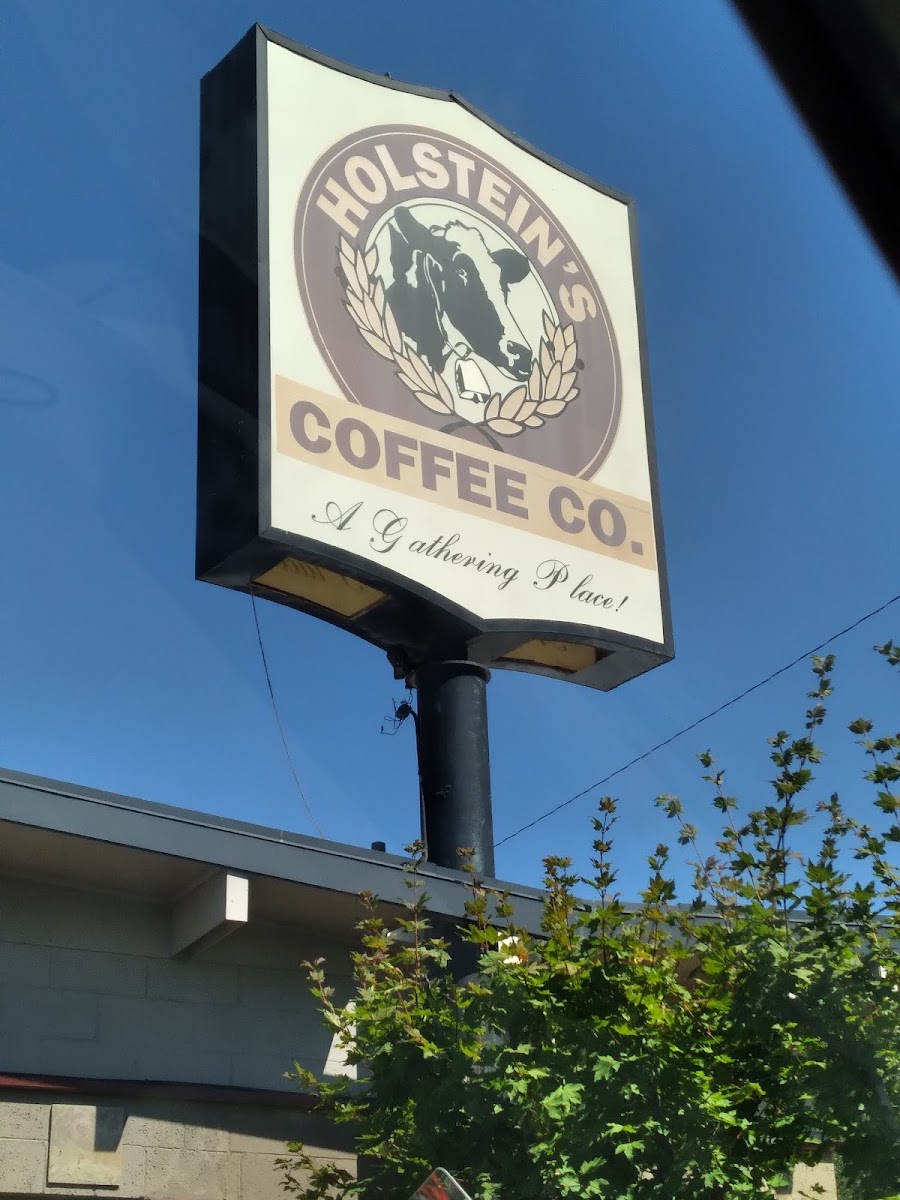 HOLSTEIN'S
COFFEE CO.
A Gathering Place!